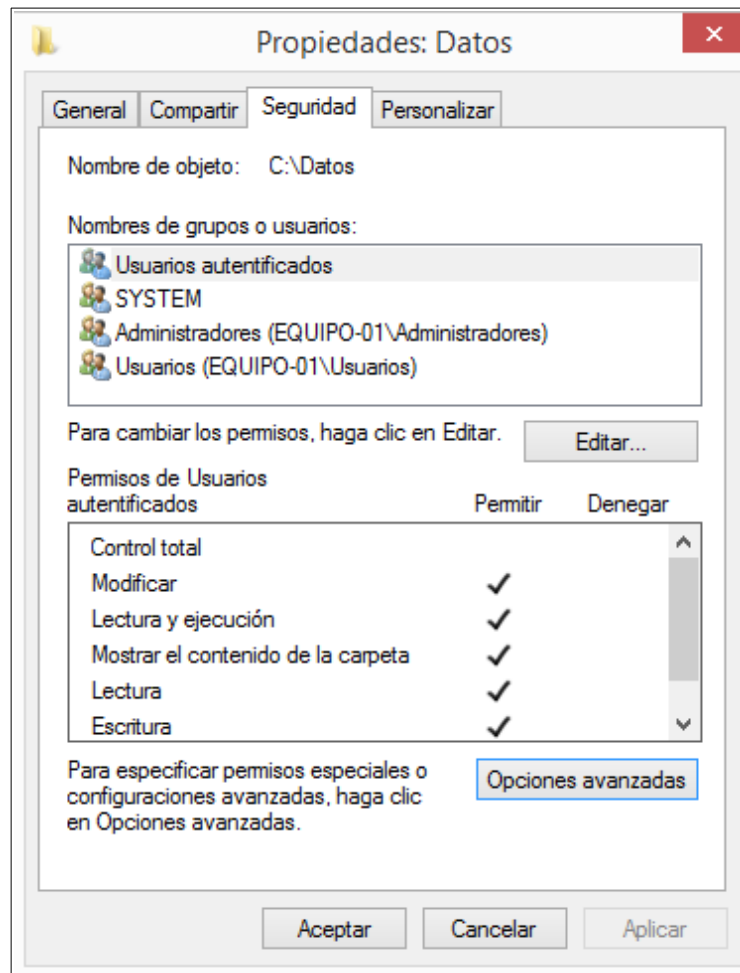 Propiedades: Datos
General Compartir Seguridad Personalizar
Nombre de objeto: C:\Datos
Nombres de grupos o usuarios:
Usuarios autentificados
SYSTEM
Administradores (EQUIPO-01\Administradores)
Usuarios (EQUIPO-01\Usuarios)
Para cambiar los permisos, haga clic en Editar. Editar...
Permisos de Usuarios
autentificados Permitir Denegar
Control total
Modificar
Lectura y ejecución
Mostrar el contenido de la carpeta
Lectura
Escritura
Para especificar permisos especiales o
configuraciones avanzadas, haga clic
en Opciones avanzadas.
Opciones avanzadas
Aceptar Cancelar Aplicar